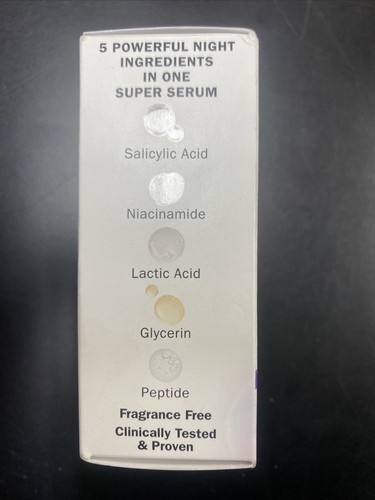 5 POWERFUL NIGHT
INGREDIENTS
IN ONE
SUPER SERUM
Salicylic Acid
Niacinamide
Lactic Acid
Glycerin
Peptide
Fragrance Free
Clinically Tested
& Proven